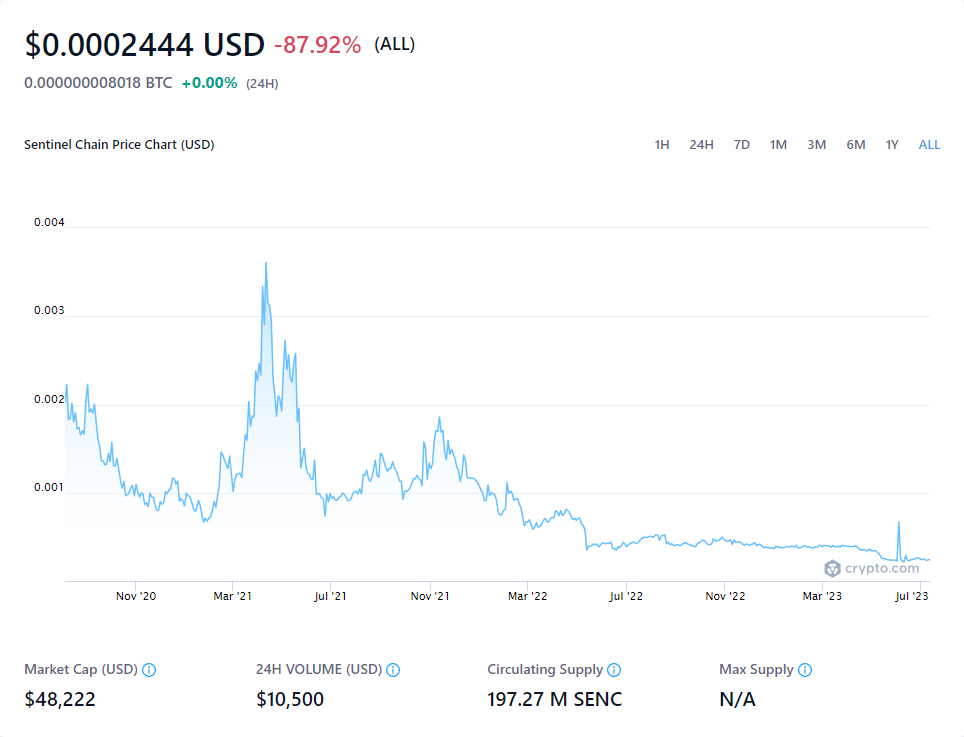 $0.0002444 USD -87.92% (ALL)
0.000000008018 BTC +0.00% (24H)
Sentinel Chain Price Chart (USD) 1H 24H 7D 1M 3M 6M 1Y ALL
0.004
0.003
0.002
0.001
crypto.com
Nov '20 Mar '21 Jul '21 Nov '21 Mar '22 Jul '22 Nov '22 Mar '23 Jul '23
Market Cap (USD) 24H VOLUME (USD) Circulating Supply Max Supply
$48,222 $10,500 197.27 M SENC N/A